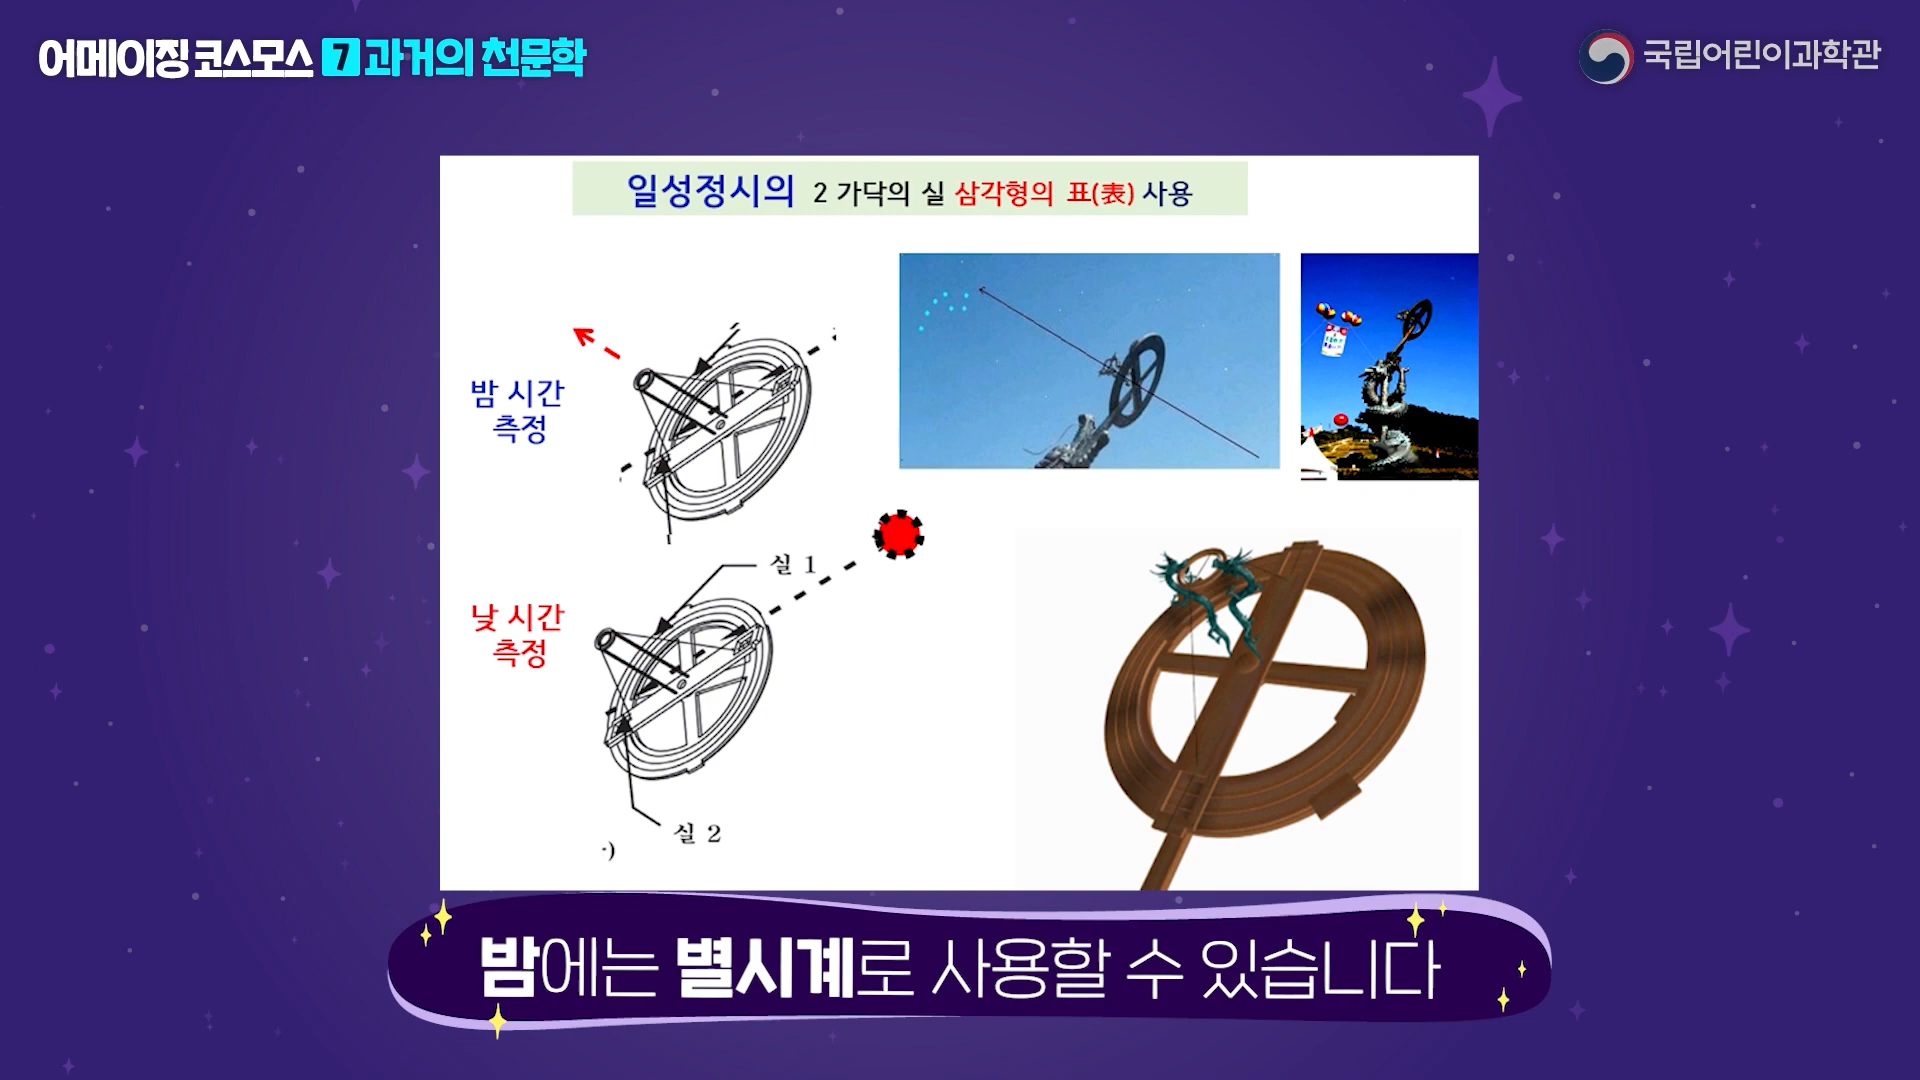 어메이징 코스모스 7 과거의 천문학
국립어린이과학관
일성정시의 2 가닥의 실 삼각형의 표(表) 사용
밤 시간
측정
실 1
낮 시간
측정
실 2
밤에는 별시계로 사용할 수 있습니다